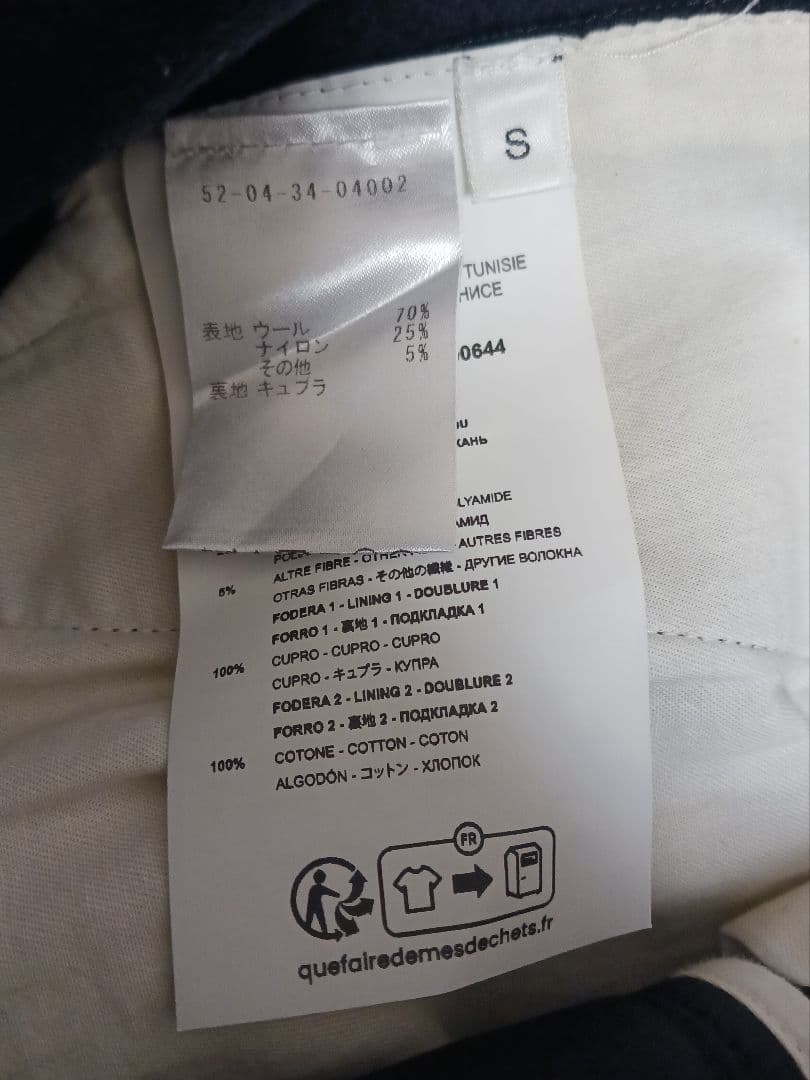 S
52-04-34-04002
表地 ウール 70%
ナイロン 25%
その他 5%
裏地 キュプラ
TUNISIE
НИСЕ
0644
КАНЬ
LYAMIDE
МИД
AUTRES FIBRES
ALTRE FIBRE -
5% OTRAS FIBRAS - その他の繊維 - ДРУГИЕ ВОЛОКНА
FODERA 1 - LINING 1 - DOUBLURE 1
FORRO 1 - 裏地 1 - ПОДКЛАДКА 1
100% CUPRO - CUPRO - CUPRO
CUPRO - キュプラ - КУПРА
FODERA 2 - LINING 2 - DOUBLURE 2
FORRO 2 - 裏地 2 - ПОДКЛАДКА 2
100% COTONE - COTTON - COTON
ALGODÓN - コットン - ХЛОПОК
FR
quefairedemesdechets.fr